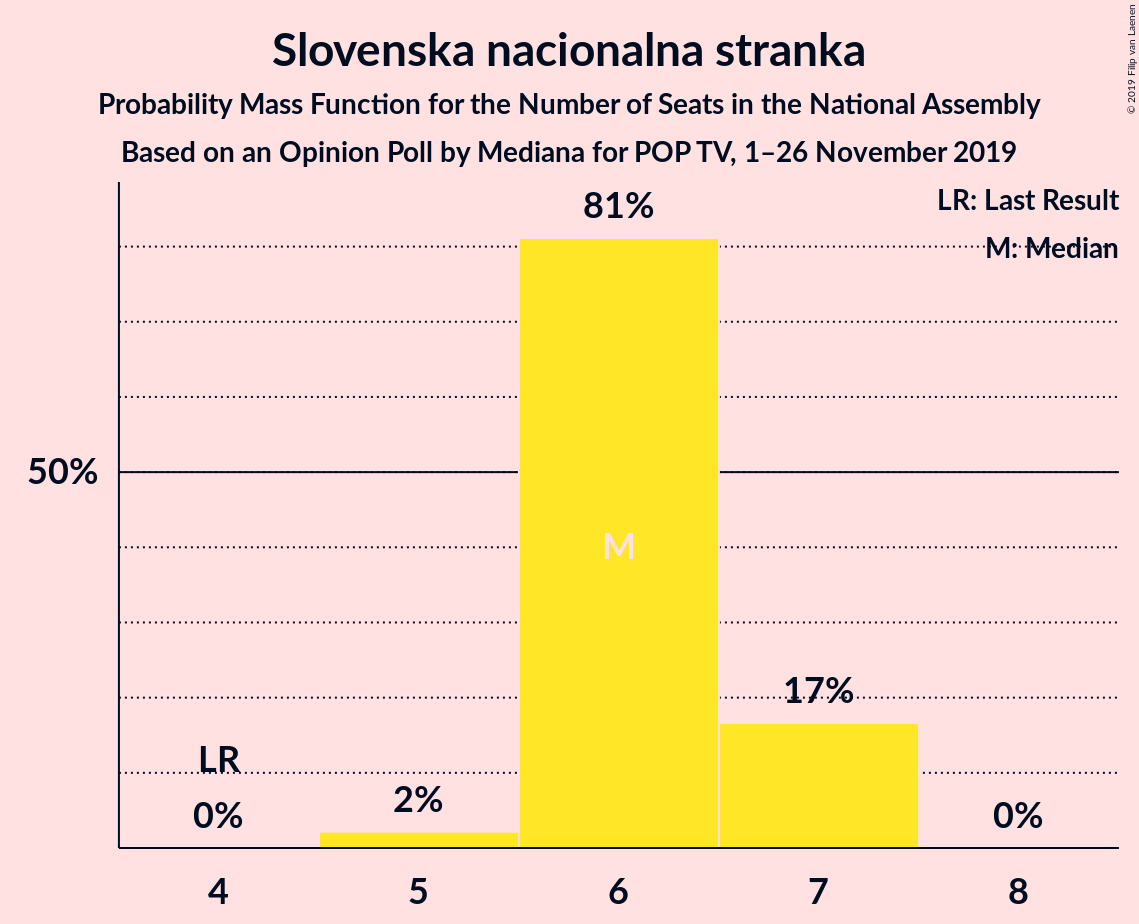 Slovenska nacionalna stranka
Probability Mass Function for the Number of Seats in the National Assembly
Based on an Opinion Poll by Mediana for POP TV, 1–26 November 2019
© 2019 Filip van Laenen
LR: Last Result
M: Median
81%
50%
M
17%
LR
2%
0%
0%
4 5 6 7 8